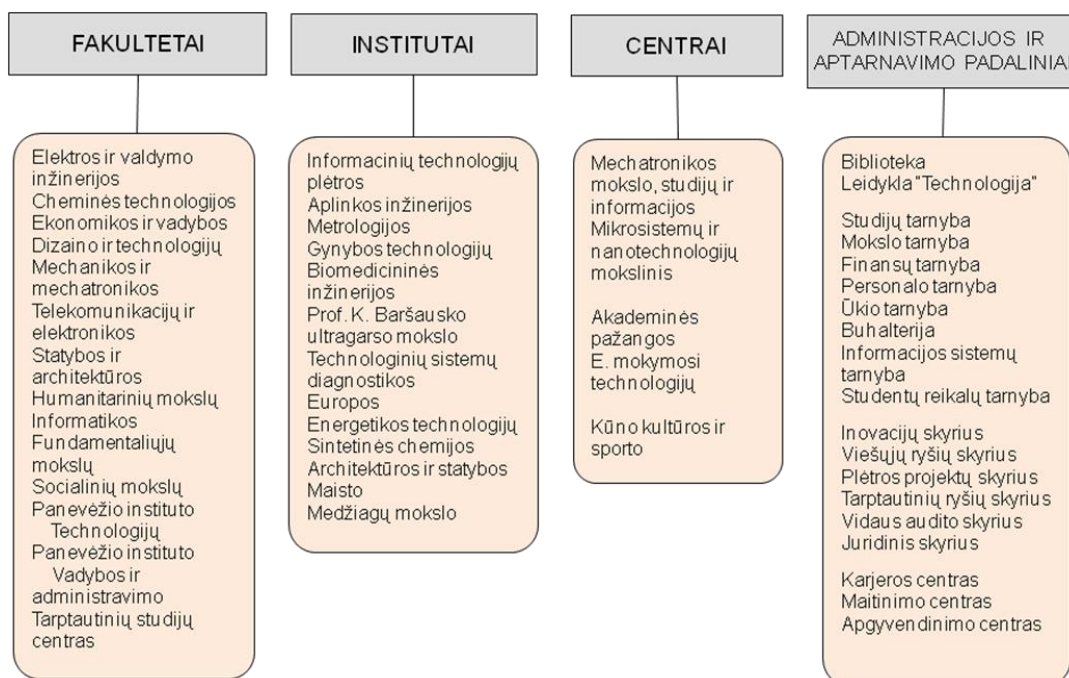 FAKULTETAI
Elektros ir valdymo
inžinerijos
Cheminės technologijos
Ekonomikos ir vadybos
Dizaino ir technologijų
Mechanikos ir
mechatronikos
Telekomunikacijų ir
elektronikos
Statybos ir
architektūros
Humanitarinių mokslų
Informatikos
Fundamentaliųjų
mokslų
Socialinių mokslų
Panevėžio instituto
Technologijų
Panevėžio instituto
Vadybos ir
administravimo
Tarptautinių studijų
centras
INSTITUTAI
Informacinių technologijų
plėtros
Aplinkos inžinerijos
Metrologijos
Gynybos technologijų
Biomedicininės
inžinerijos
Prof. K. Baršausko
ultragarso mokslo
Technologinių sistemų
diagnostikos
Europos
Energetikos technologijų
Sintetinės chemijos
Architektūros ir statybos
Maisto
Medžiagų mokslo
CENTRAI
Mechatronikos
mokslo, studijų ir
informacijos
Mikrosistemų ir
nanotechnologijų
mokslinis
Akademinės
pažangos
E. mokymosi
technologijų
Kūno kultūros ir
sporto
ADMINISTRACIJOS IR
APTARNAVIMO PADALINIAI
Biblioteka
Leidykla "Technologija"
Studijų tarnyba
Mokslo tarnyba
Finansų tarnyba
Personalo tarnyba
Ūkio tarnyba
Buhalterija
Informacijos sistemų
tarnyba
Studentų reikalų tarnyba
Inovacijų skyrius
Viešųjų ryšių skyrius
Plėtros projektų skyrius
Tarptautinių ryšių skyrius
Vidaus audito skyrius
Juridinis skyrius
Karjeros centras
Maitinimo centras
Apgyvendinimo centras